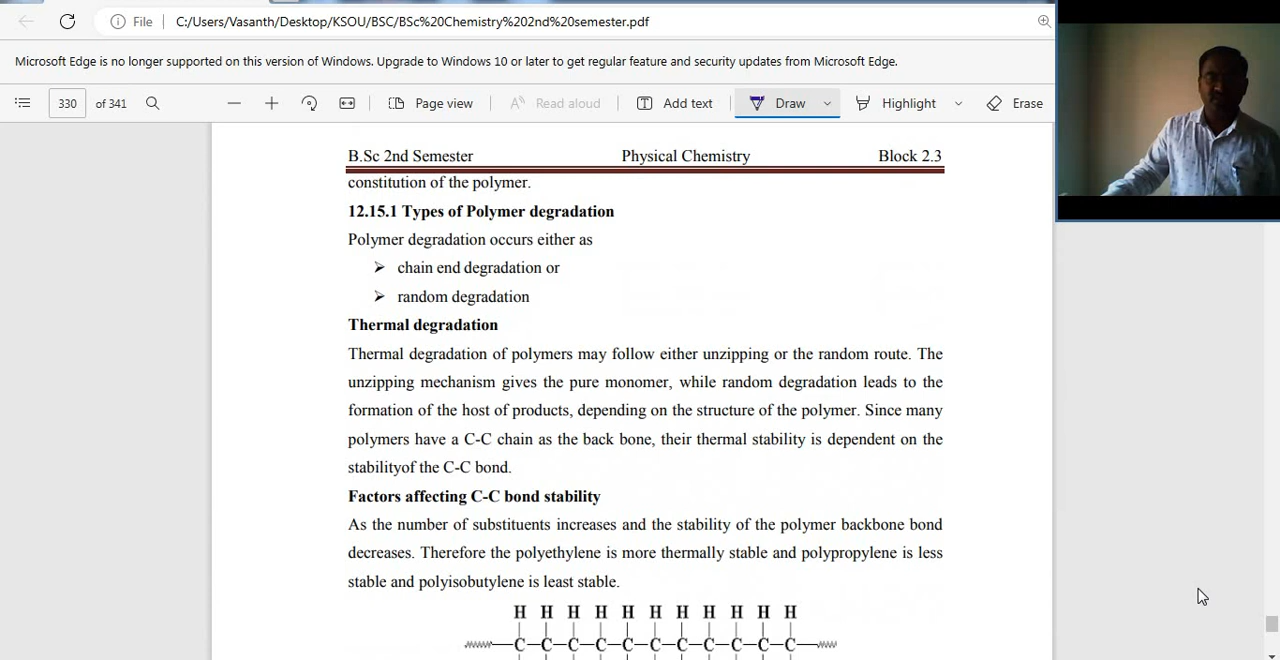 File C:/Users/Vasanth/Desktop/KSOU/BSC/BSc%20Chemistry%202nd%20semester.pdf
Microsoft Edge is no longer supported on this version of Windows. Upgrade to Windows 10 or later to get regular feature and security updates from Microsoft Edge.
330 of 341 Page view Read aloud Add text Draw Highlight Erase
B.Sc 2nd Semester Physical Chemistry Block 2.3
constitution of the polymer.
12.15.1 Types of Polymer degradation
Polymer degradation occurs either as
➢ chain end degradation or
➢ random degradation
Thermal degradation
Thermal degradation of polymers may follow either unzipping or the random route. The
unzipping mechanism gives the pure monomer, while random degradation leads to the
formation of the host of products, depending on the structure of the polymer. Since many
polymers have a C-C chain as the back bone, their thermal stability is dependent on the
stabilityof the C-C bond.
Factors affecting C-C bond stability
As the number of substituents increases and the stability of the polymer backbone bond
decreases. Therefore the polyethylene is more thermally stable and polypropylene is less
stable and polyisobutylene is least stable.
H H H H H H H H H H H
C—C—C—C—C—C—C—C—C—C—C